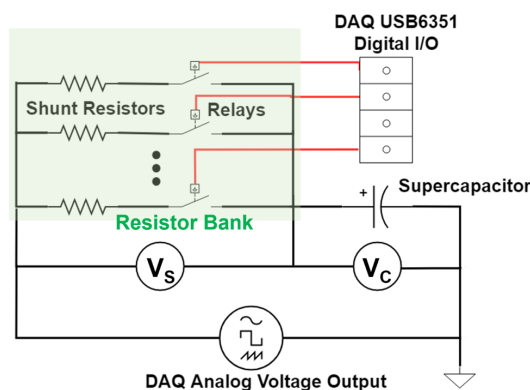 DAQ USB6351
Digital I/O
Shunt Resistors
Relays
Resistor Bank
+
Supercapacitor
VS
VC
DAQ Analog Voltage Output